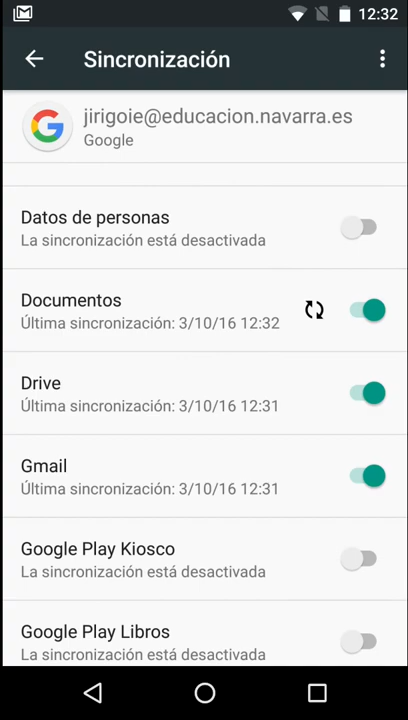 12:32
Sincronización
jirigoie@educacion.navarra.es
Google
Datos de personas
La sincronización está desactivada
Documentos
Última sincronización: 3/10/16 12:32
Drive
Última sincronización: 3/10/16 12:31
Gmail
Última sincronización: 3/10/16 12:31
Google Play Kiosco
La sincronización está desactivada
Google Play Libros
La sincronización está desactivada